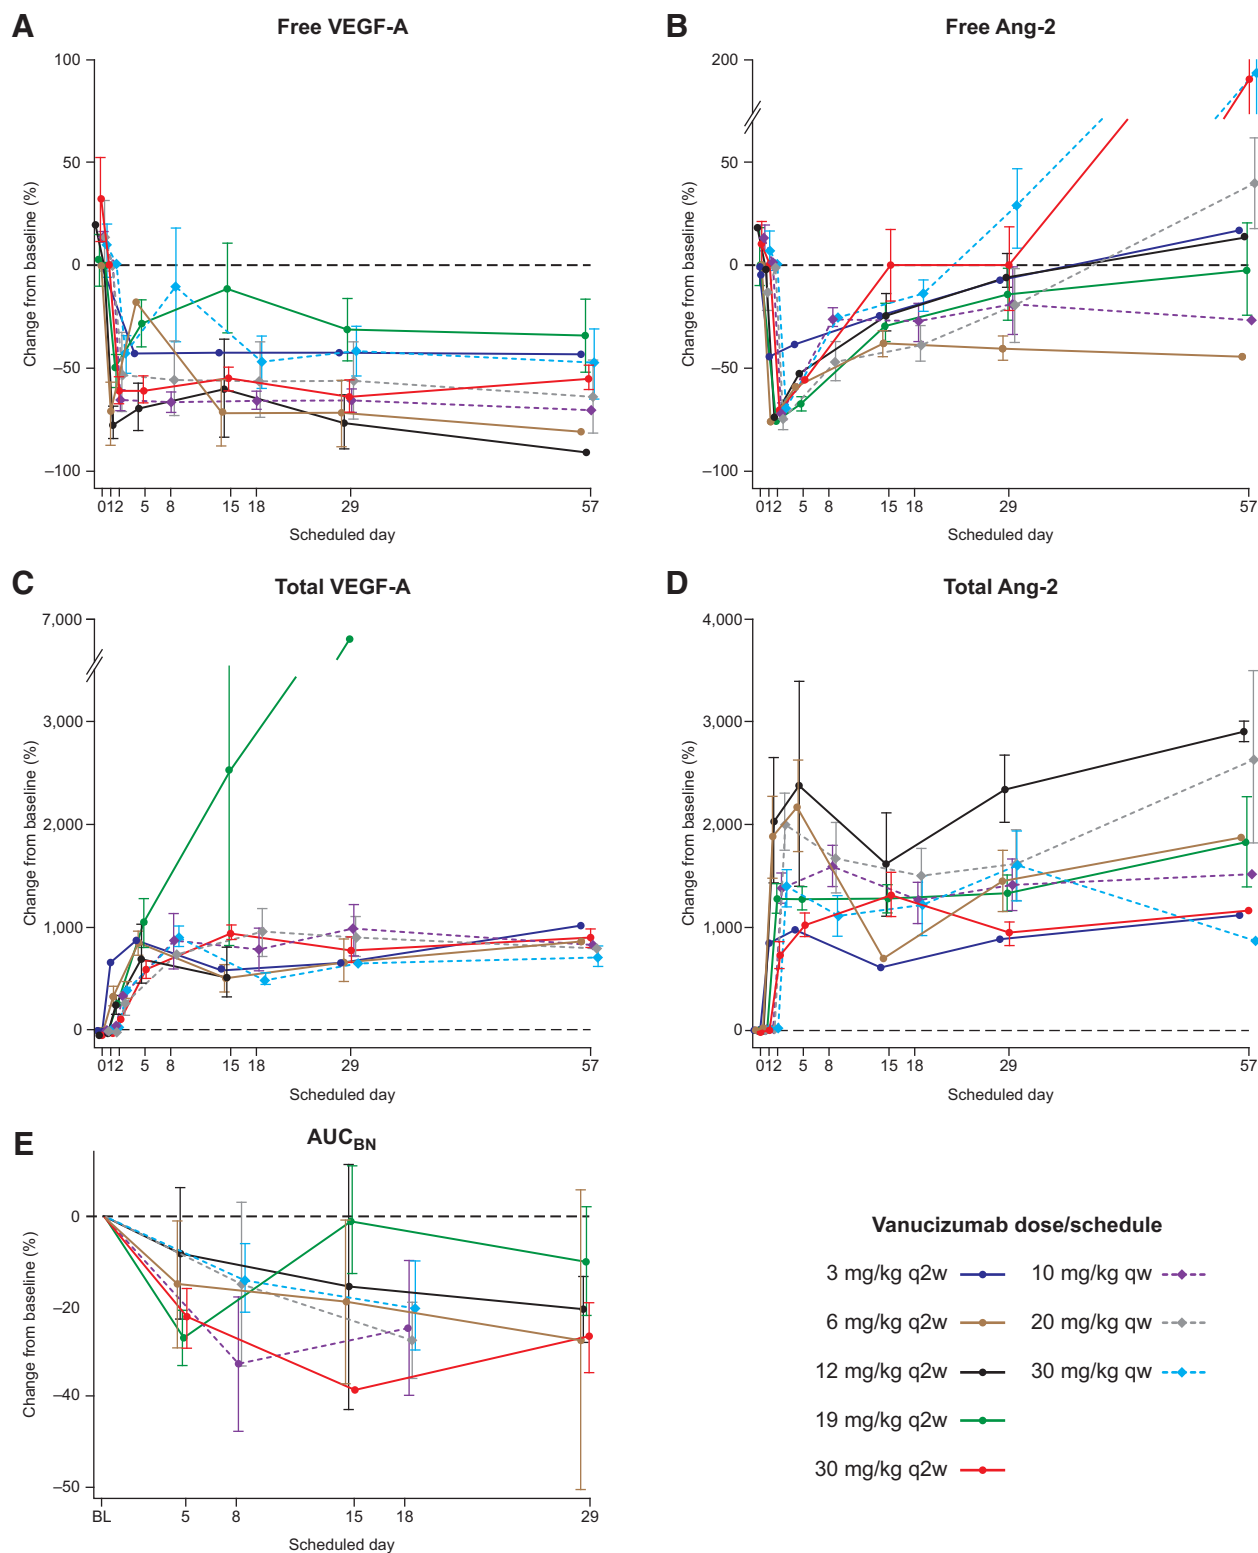 A
Free VEGF-A
100
50
0
–50
–100
Change from baseline (%)
0 1 2 5 8 15 18 29 57
Scheduled day
B
Free Ang-2
200
50
0
–50
–100
Change from baseline (%)
0 1 2 5 8 15 18 29 57
Scheduled day
C
Total VEGF-A
7,000
3,000
2,000
1,000
0
Change from baseline (%)
0 1 2 5 8 15 18 29 57
Scheduled day
D
Total Ang-2
4,000
3,000
2,000
1,000
0
Change from baseline (%)
0 1 2 5 8 15 18 29 57
Scheduled day
E
AUCBN
0
–20
–40
–50
Change from baseline (%)
BL 5 8 15 18 29
Scheduled day
Vanucizumab dose/schedule
3 mg/kg q2w
6 mg/kg q2w
12 mg/kg q2w
19 mg/kg q2w
30 mg/kg q2w
10 mg/kg qw
20 mg/kg qw
30 mg/kg qw